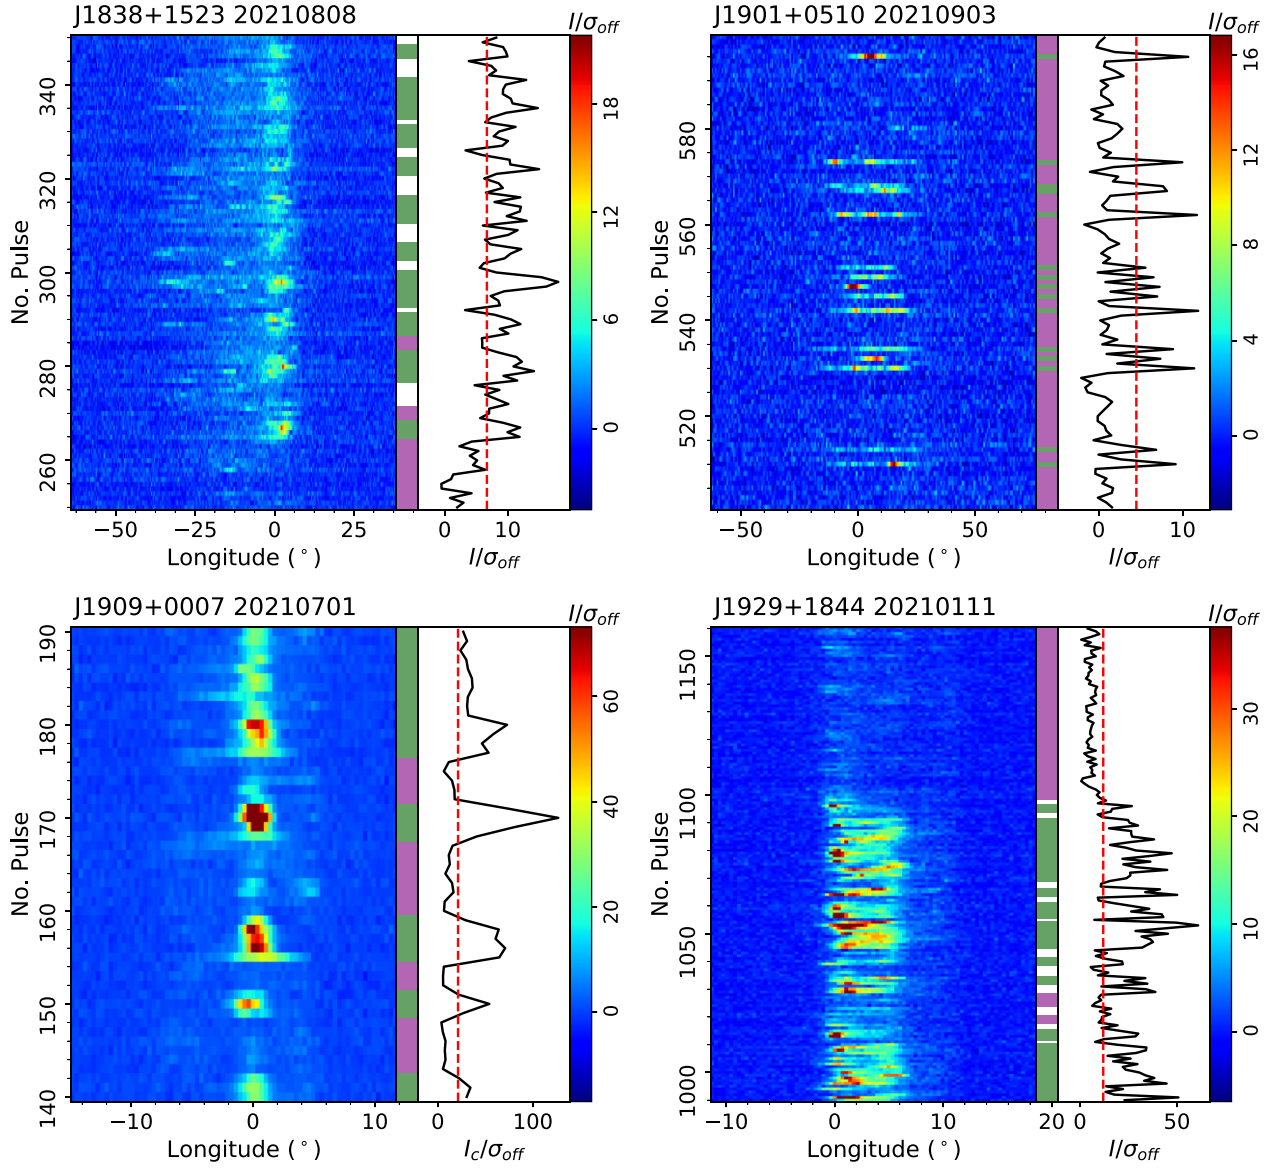 J1838+1523 20210808
I/σoff
No. Pulse
340
320
300
280
260
18
12
6
0
−50 −25 0 25
0 10
Longitude (°)
I/σoff
J1901+0510 20210903
I/σoff
No. Pulse
580
560
540
520
16
12
8
4
0
−50 0 50
0 10
Longitude (°)
I/σoff
J1909+0007 20210701
I/σoff
No. Pulse
190
180
170
160
150
140
60
40
20
0
−10 0 10
0 100
Longitude (°)
Ic/σoff
J1929+1844 20210111
I/σoff
No. Pulse
1150
1100
1050
1000
30
20
10
0
−10 0 10 20
0 50
Longitude (°)
I/σoff